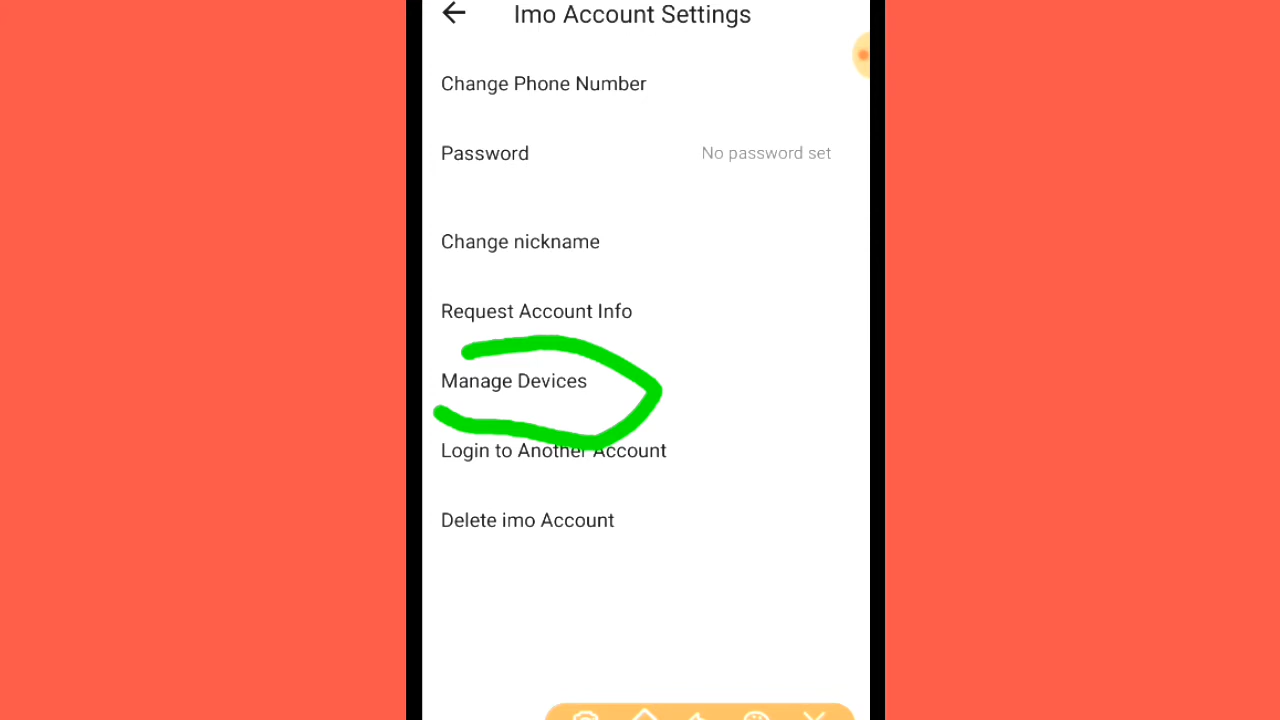 Imo Account Settings
Change Phone Number
Password No password set
Change nickname
Request Account Info
Manage Devices
Login to Another Account
Delete imo Account